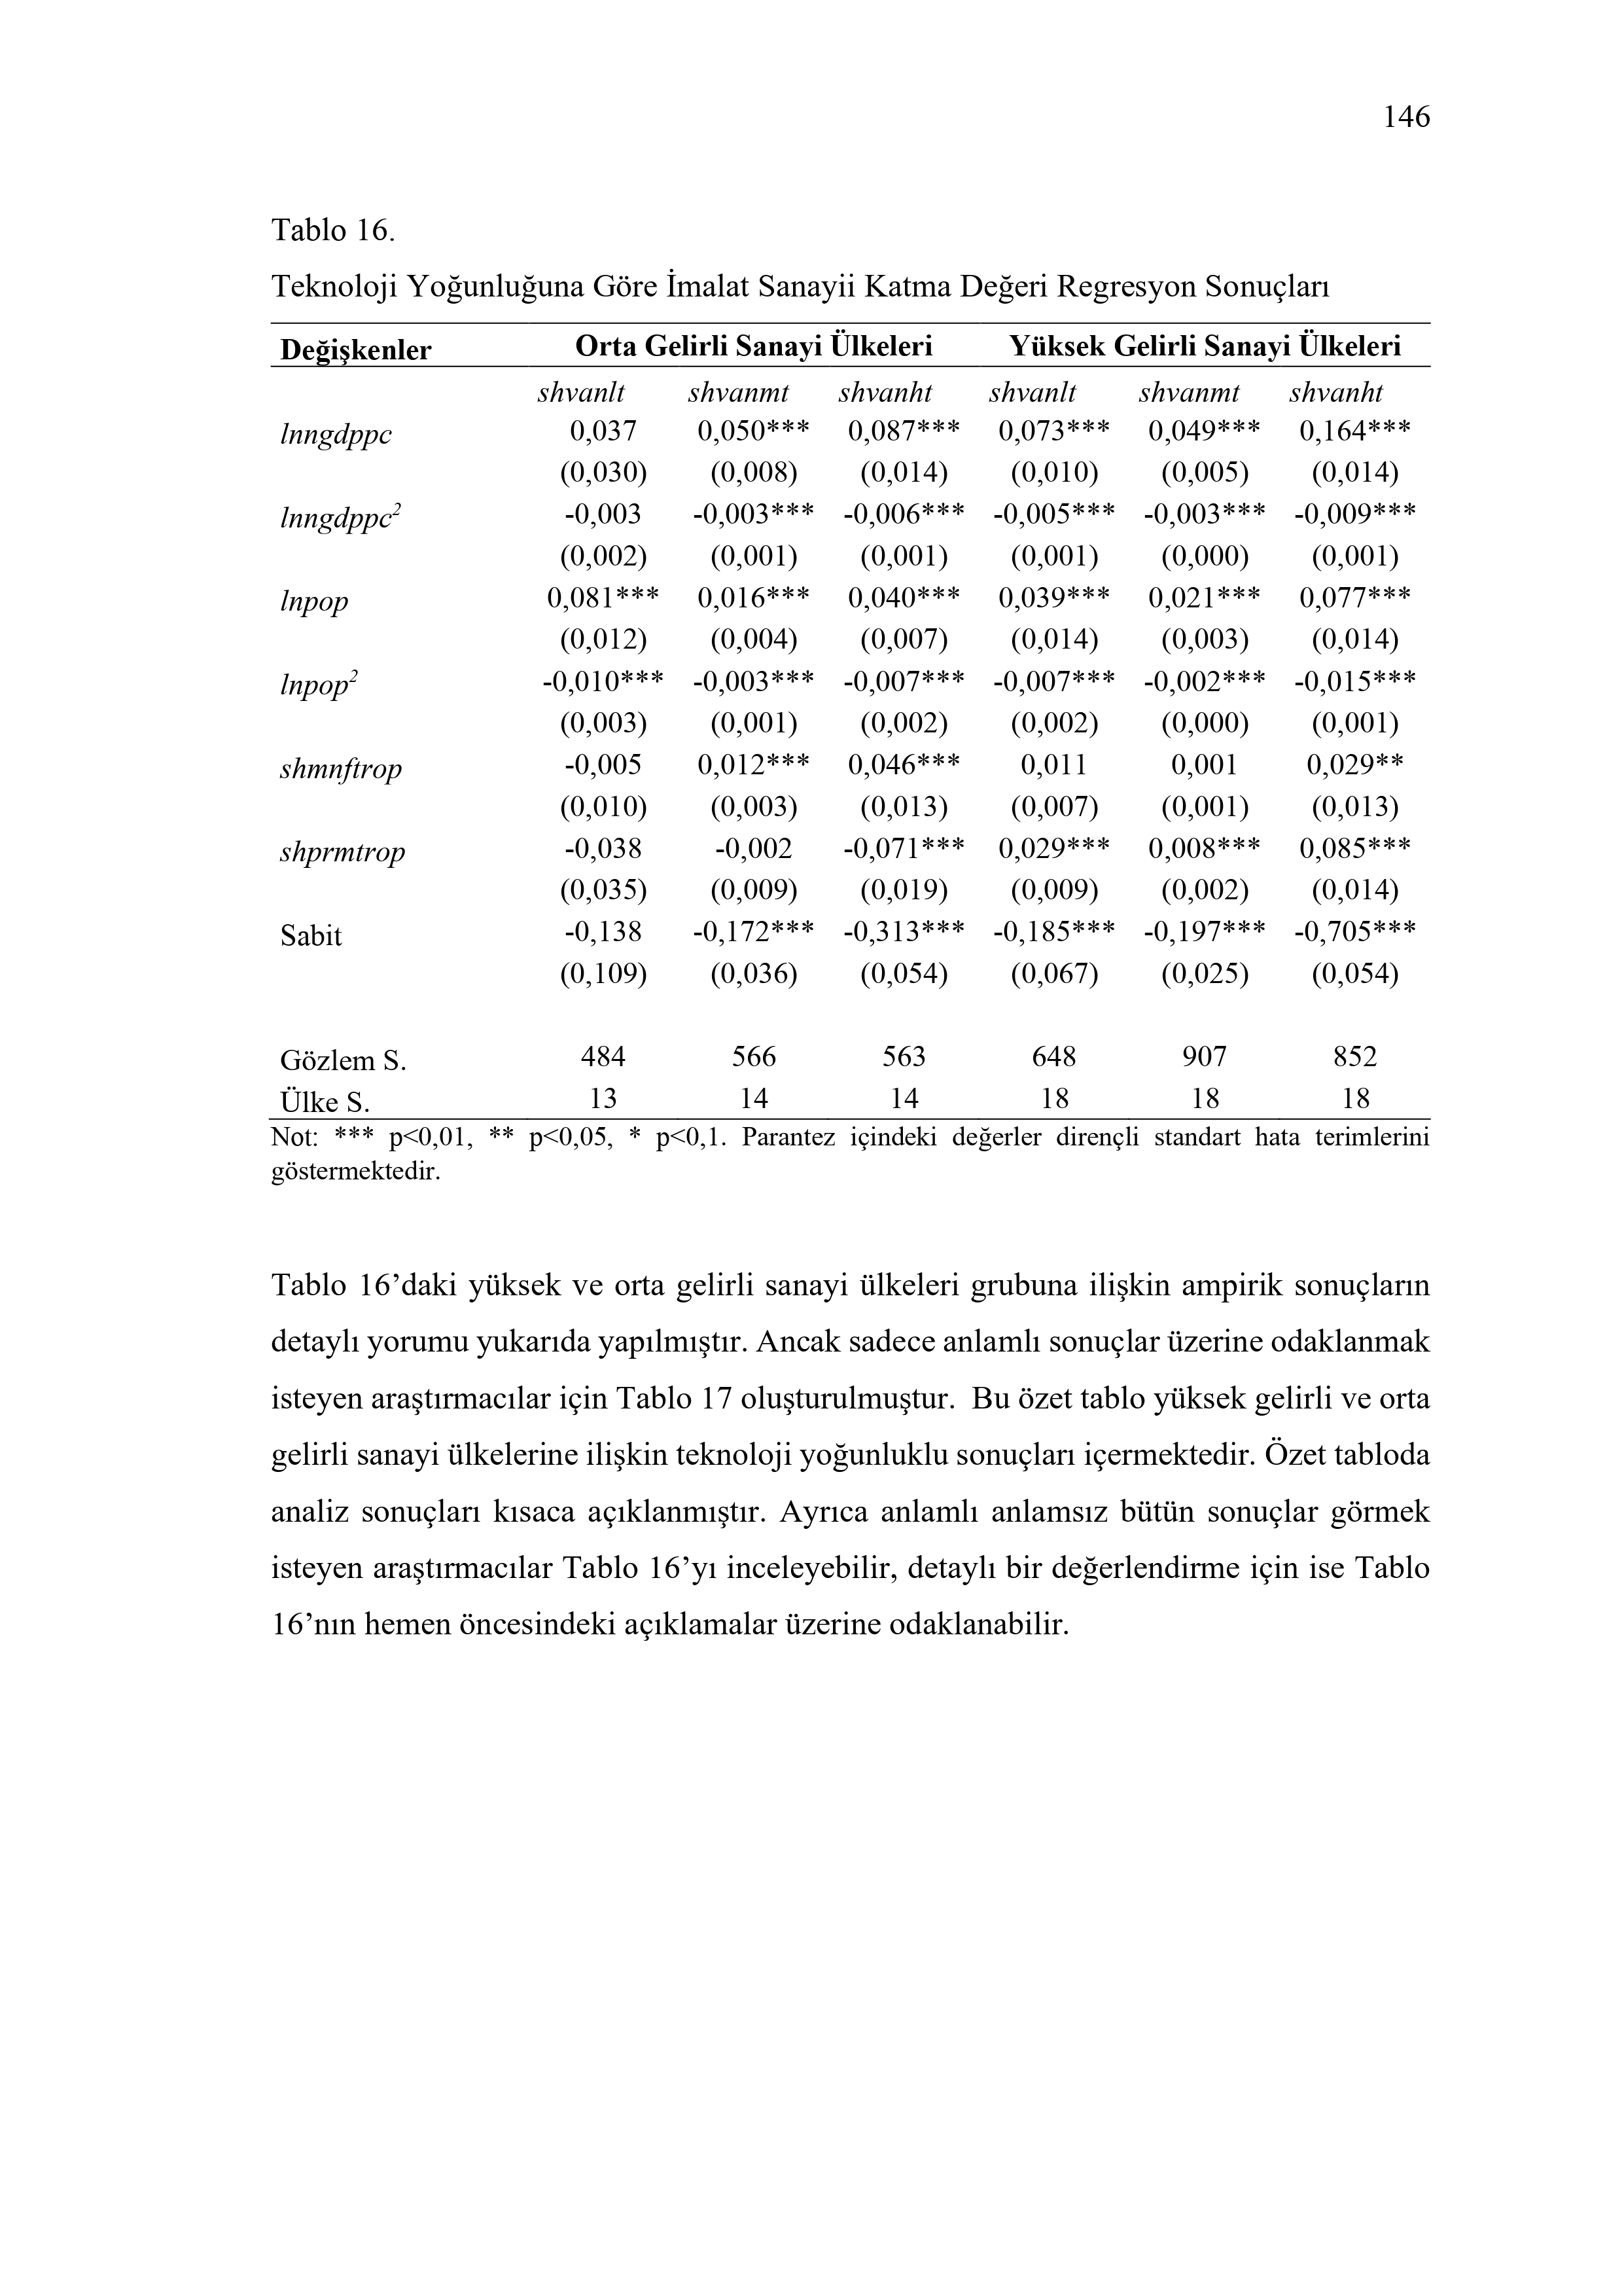 146
Tablo 16.
Teknoloji Yoğunluğuna Göre İmalat Sanayii Katma Değeri Regresyon Sonuçları
Değişkenler Orta Gelirli Sanayi Ülkeleri Yüksek Gelirli Sanayi Ülkeleri
shvanlt shvanmt shvanht shvanlt shvanmt shvanht
lnngdppc 0,037 0,050*** 0,087*** 0,073*** 0,049*** 0,164***
(0,030) (0,008) (0,014) (0,010) (0,005) (0,014)
lnngdppc² -0,003 -0,003*** -0,006*** -0,005*** -0,003*** -0,009***
(0,002) (0,001) (0,001) (0,001) (0,000) (0,001)
lnpop 0,081*** 0,016*** 0,040*** 0,039*** 0,021*** 0,077***
(0,012) (0,004) (0,007) (0,014) (0,003) (0,014)
lnpop² -0,010*** -0,003*** -0,007*** -0,007*** -0,002*** -0,015***
(0,003) (0,001) (0,002) (0,002) (0,000) (0,001)
shmnftrop -0,005 0,012*** 0,046*** 0,011 0,001 0,029**
(0,010) (0,003) (0,013) (0,007) (0,001) (0,013)
shprmtrop -0,038 -0,002 -0,071*** 0,029*** 0,008*** 0,085***
(0,035) (0,009) (0,019) (0,009) (0,002) (0,014)
Sabit -0,138 -0,172*** -0,313*** -0,185*** -0,197*** -0,705***
(0,109) (0,036) (0,054) (0,067) (0,025) (0,054)
Gözlem S. 484 566 563 648 907 852
Ülke S. 13 14 14 18 18 18
Not: *** p<0,01, ** p<0,05, * p<0,1. Parantez içindeki değerler dirençli standart hata terimlerini
göstermektedir.
Tablo 16’daki yüksek ve orta gelirli sanayi ülkeleri grubuna ilişkin ampirik sonuçların
detaylı yorumu yukarıda yapılmıştır. Ancak sadece anlamlı sonuçlar üzerine odaklanmak
isteyen araştırmacılar için Tablo 17 oluşturulmuştur. Bu özet tablo yüksek gelirli ve orta
gelirli sanayi ülkelerine ilişkin teknoloji yoğunluklu sonuçları içermektedir. Özet tabloda
analiz sonuçları kısaca açıklanmıştır. Ayrıca anlamlı anlamsız bütün sonuçlar görmek
isteyen araştırmacılar Tablo 16’yı inceleyebilir, detaylı bir değerlendirme için ise Tablo
16’nın hemen öncesindeki açıklamalar üzerine odaklanabilir.